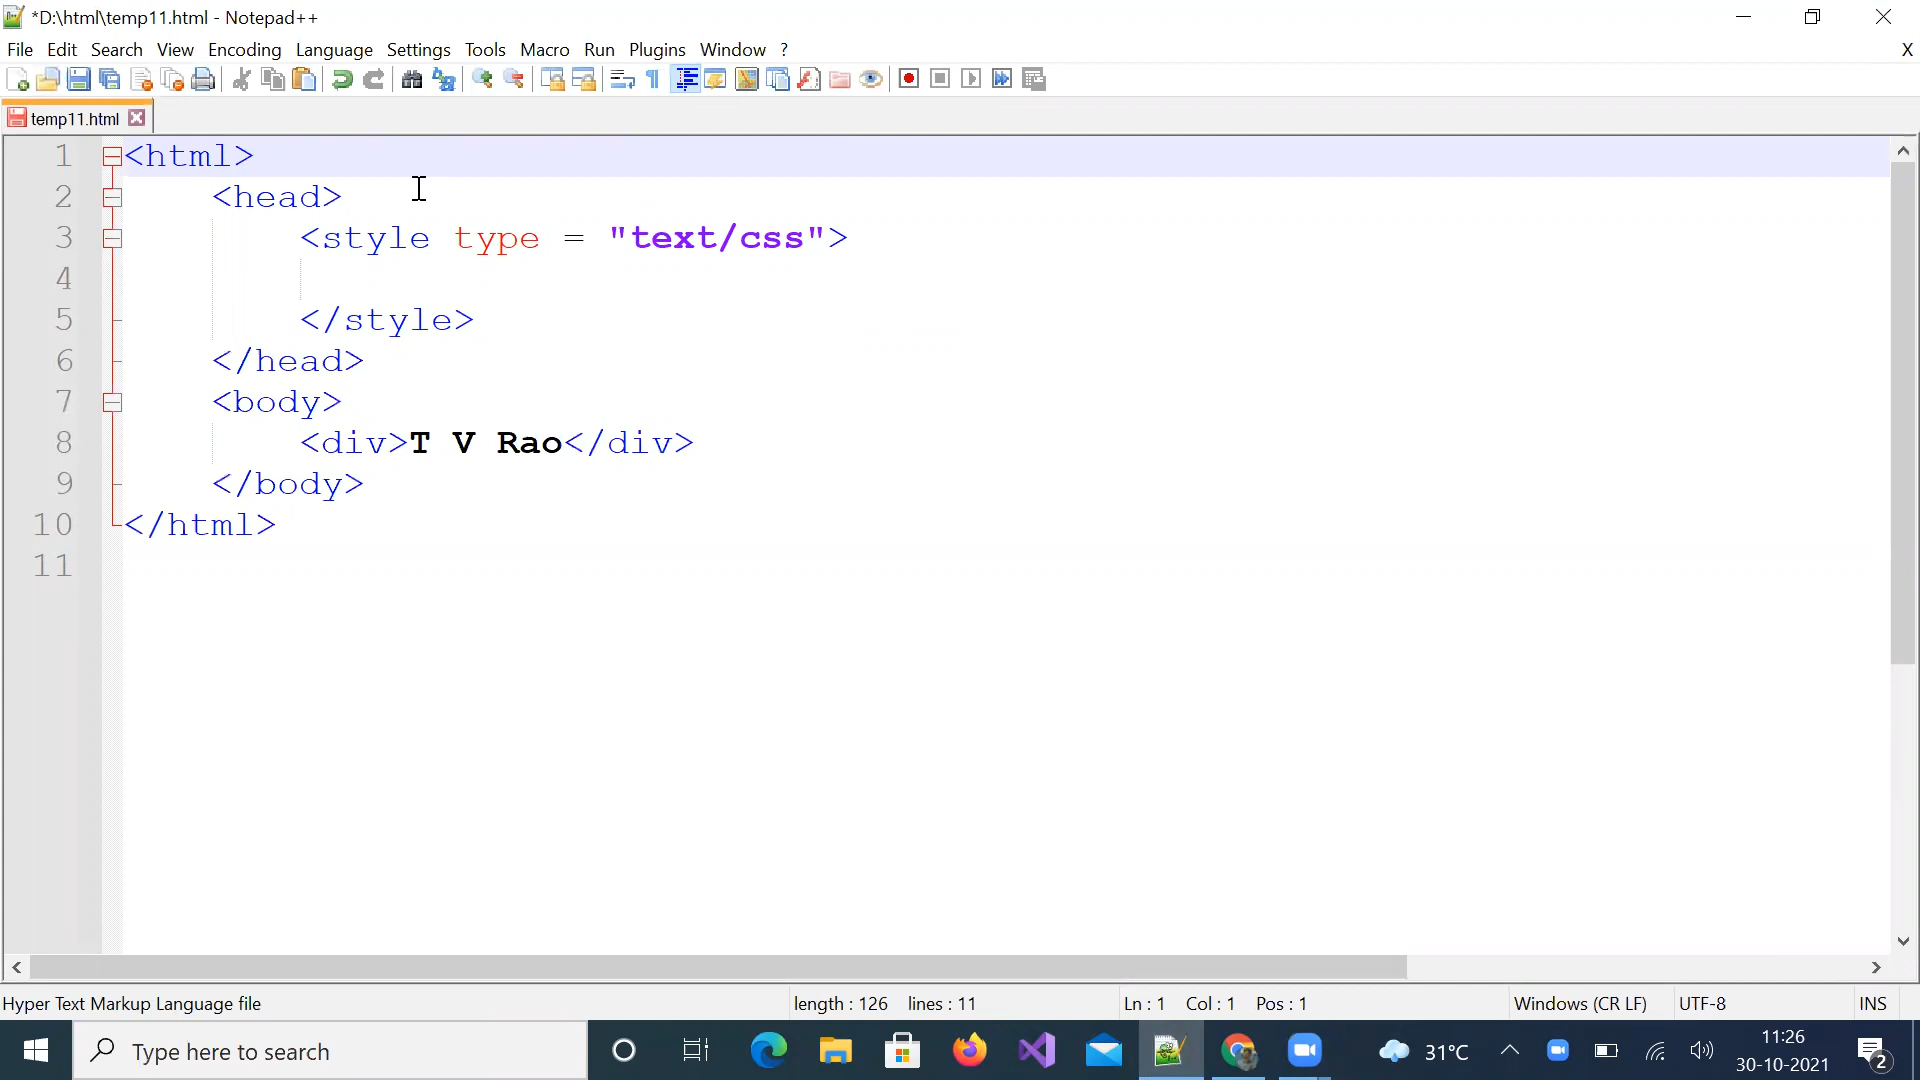 *D:\html\temp11.html - Notepad++
File Edit Search View Encoding Language Settings Tools Macro Run Plugins Window ? X
temp11.html
1 <html>
2 <head>
3 <style type = "text/css">
4
5 </style>
6 </head>
7 <body>
8 <div>T V Rao</div>
9 </body>
10 </html>
11
Hyper Text Markup Language file length : 126 lines : 11 Ln : 1 Col : 1 Pos : 1 Windows (CR LF) UTF-8 INS
Type here to search 31°C 11:26
30-10-2021 2